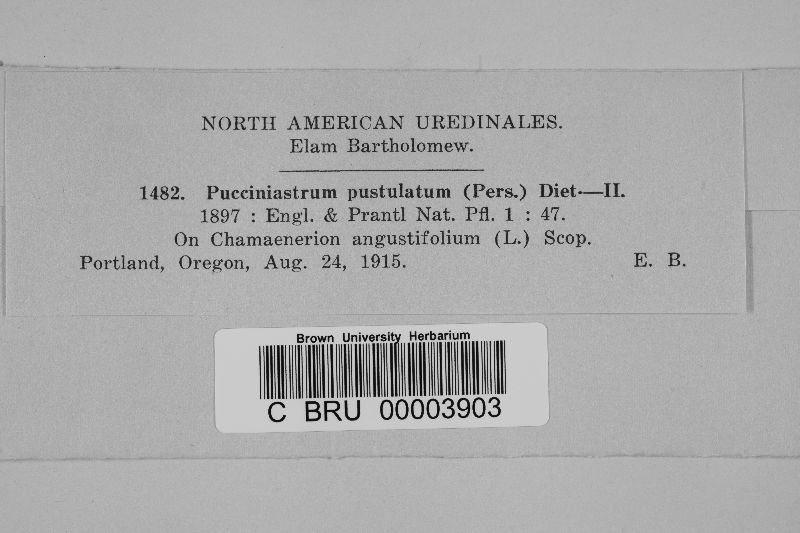 NORTH AMERICAN UREDINALES.
Elam Bartholomew.
1482. Pucciniastrum pustulatum (Pers.) Diet.—II.
1897 : Engl. & Prantl Nat. Pfl. 1 : 47.
On Chamaenerion angustifolium (L.) Scop.
Portland, Oregon, Aug. 24, 1915. E. B.
Brown University Herbarium
C BRU 00003903